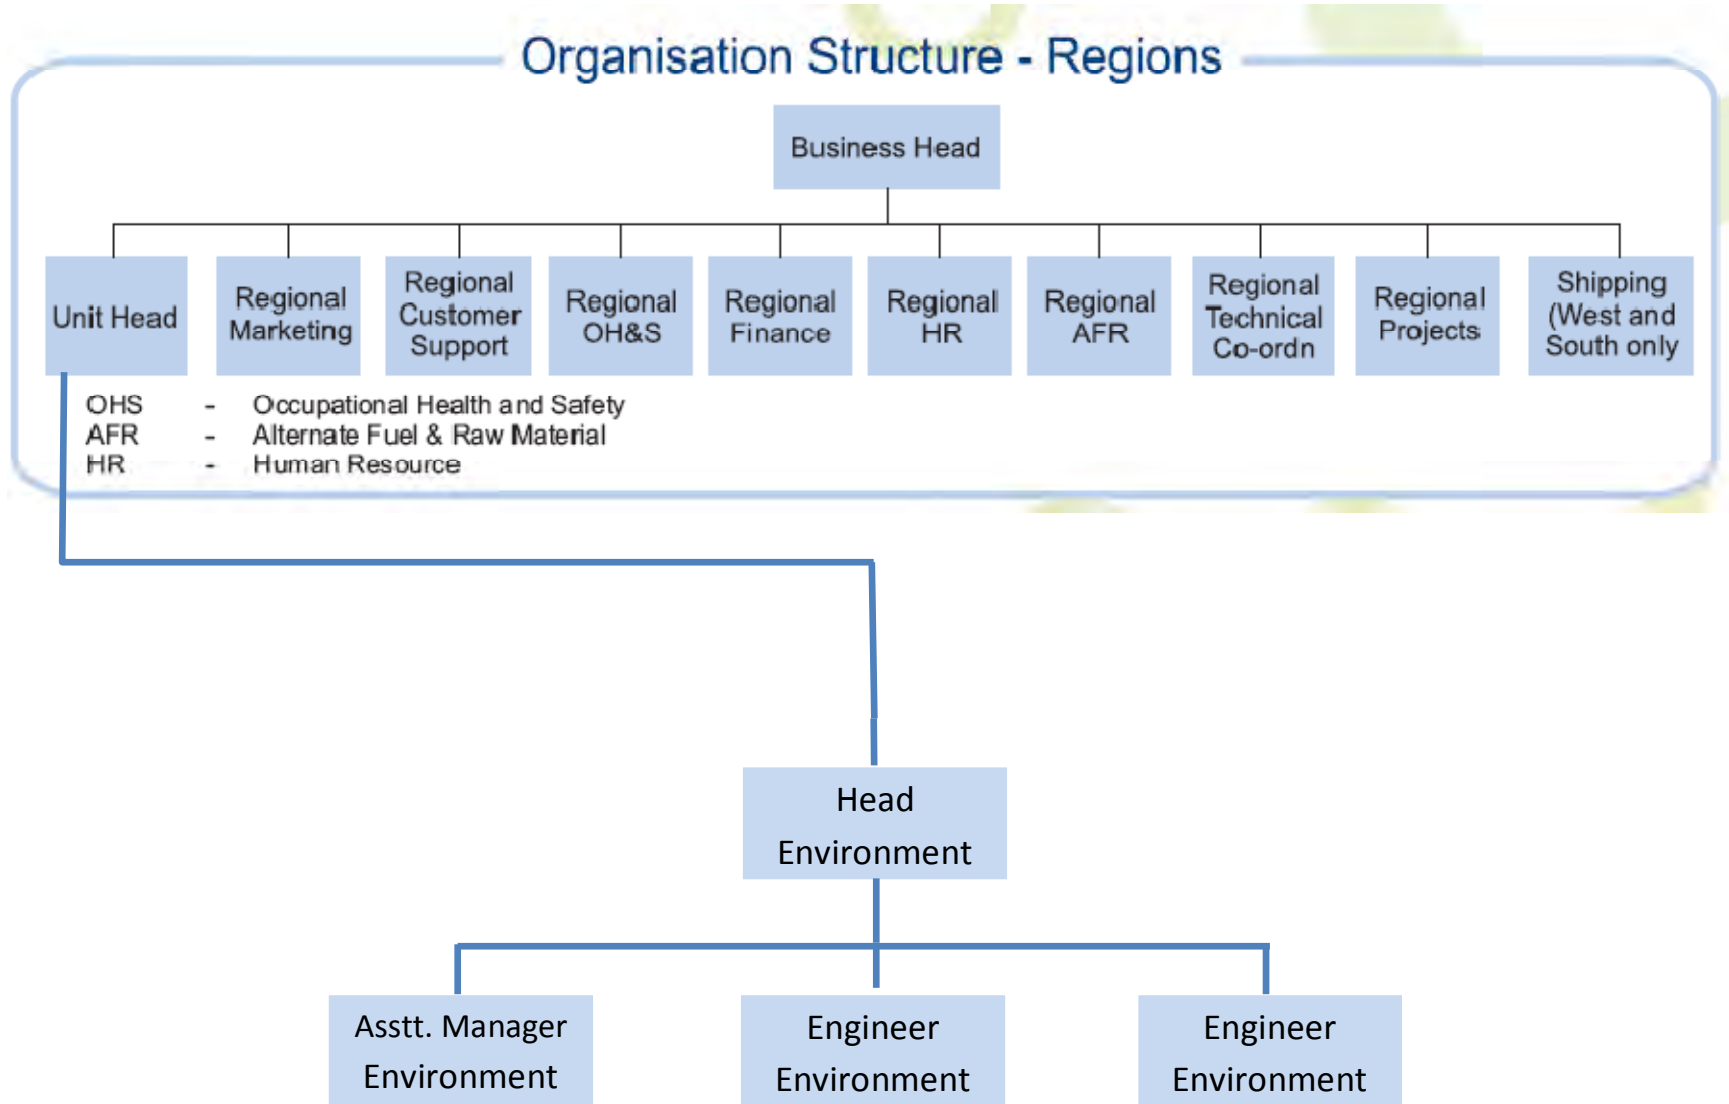 Organisation Structure - Regions
Business Head
Unit Head
Regional
Marketing
Regional
Customer
Support
Regional
OH&S
Regional
Finance
Regional
HR
Regional
AFR
Regional
Technical
Co-ordn
Regional
Projects
Shipping
(West and
South only
OHS - Occupational Health and Safety
AFR - Alternate Fuel & Raw Material
HR - Human Resource
Head
Environment
Asstt. Manager
Environment
Engineer
Environment
Engineer
Environment